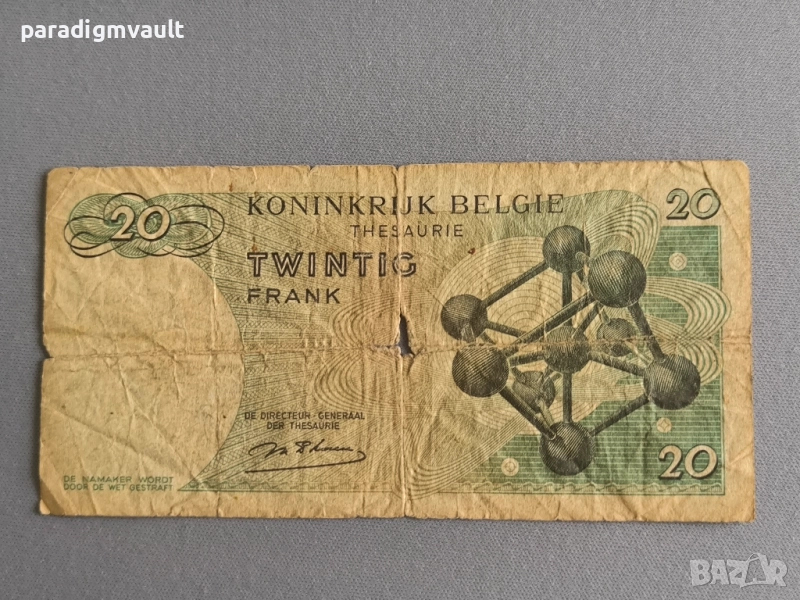 paradigmvault
20
KONINKRIJK BELGIE
THESAURIE
TWINTIG
FRANK
20
DE DIRECTEUR-GENERAAL
DER THESAURIE
DE NAMAKER WORDT
DOOR DE WET GESTRAFT
20
BAZAR